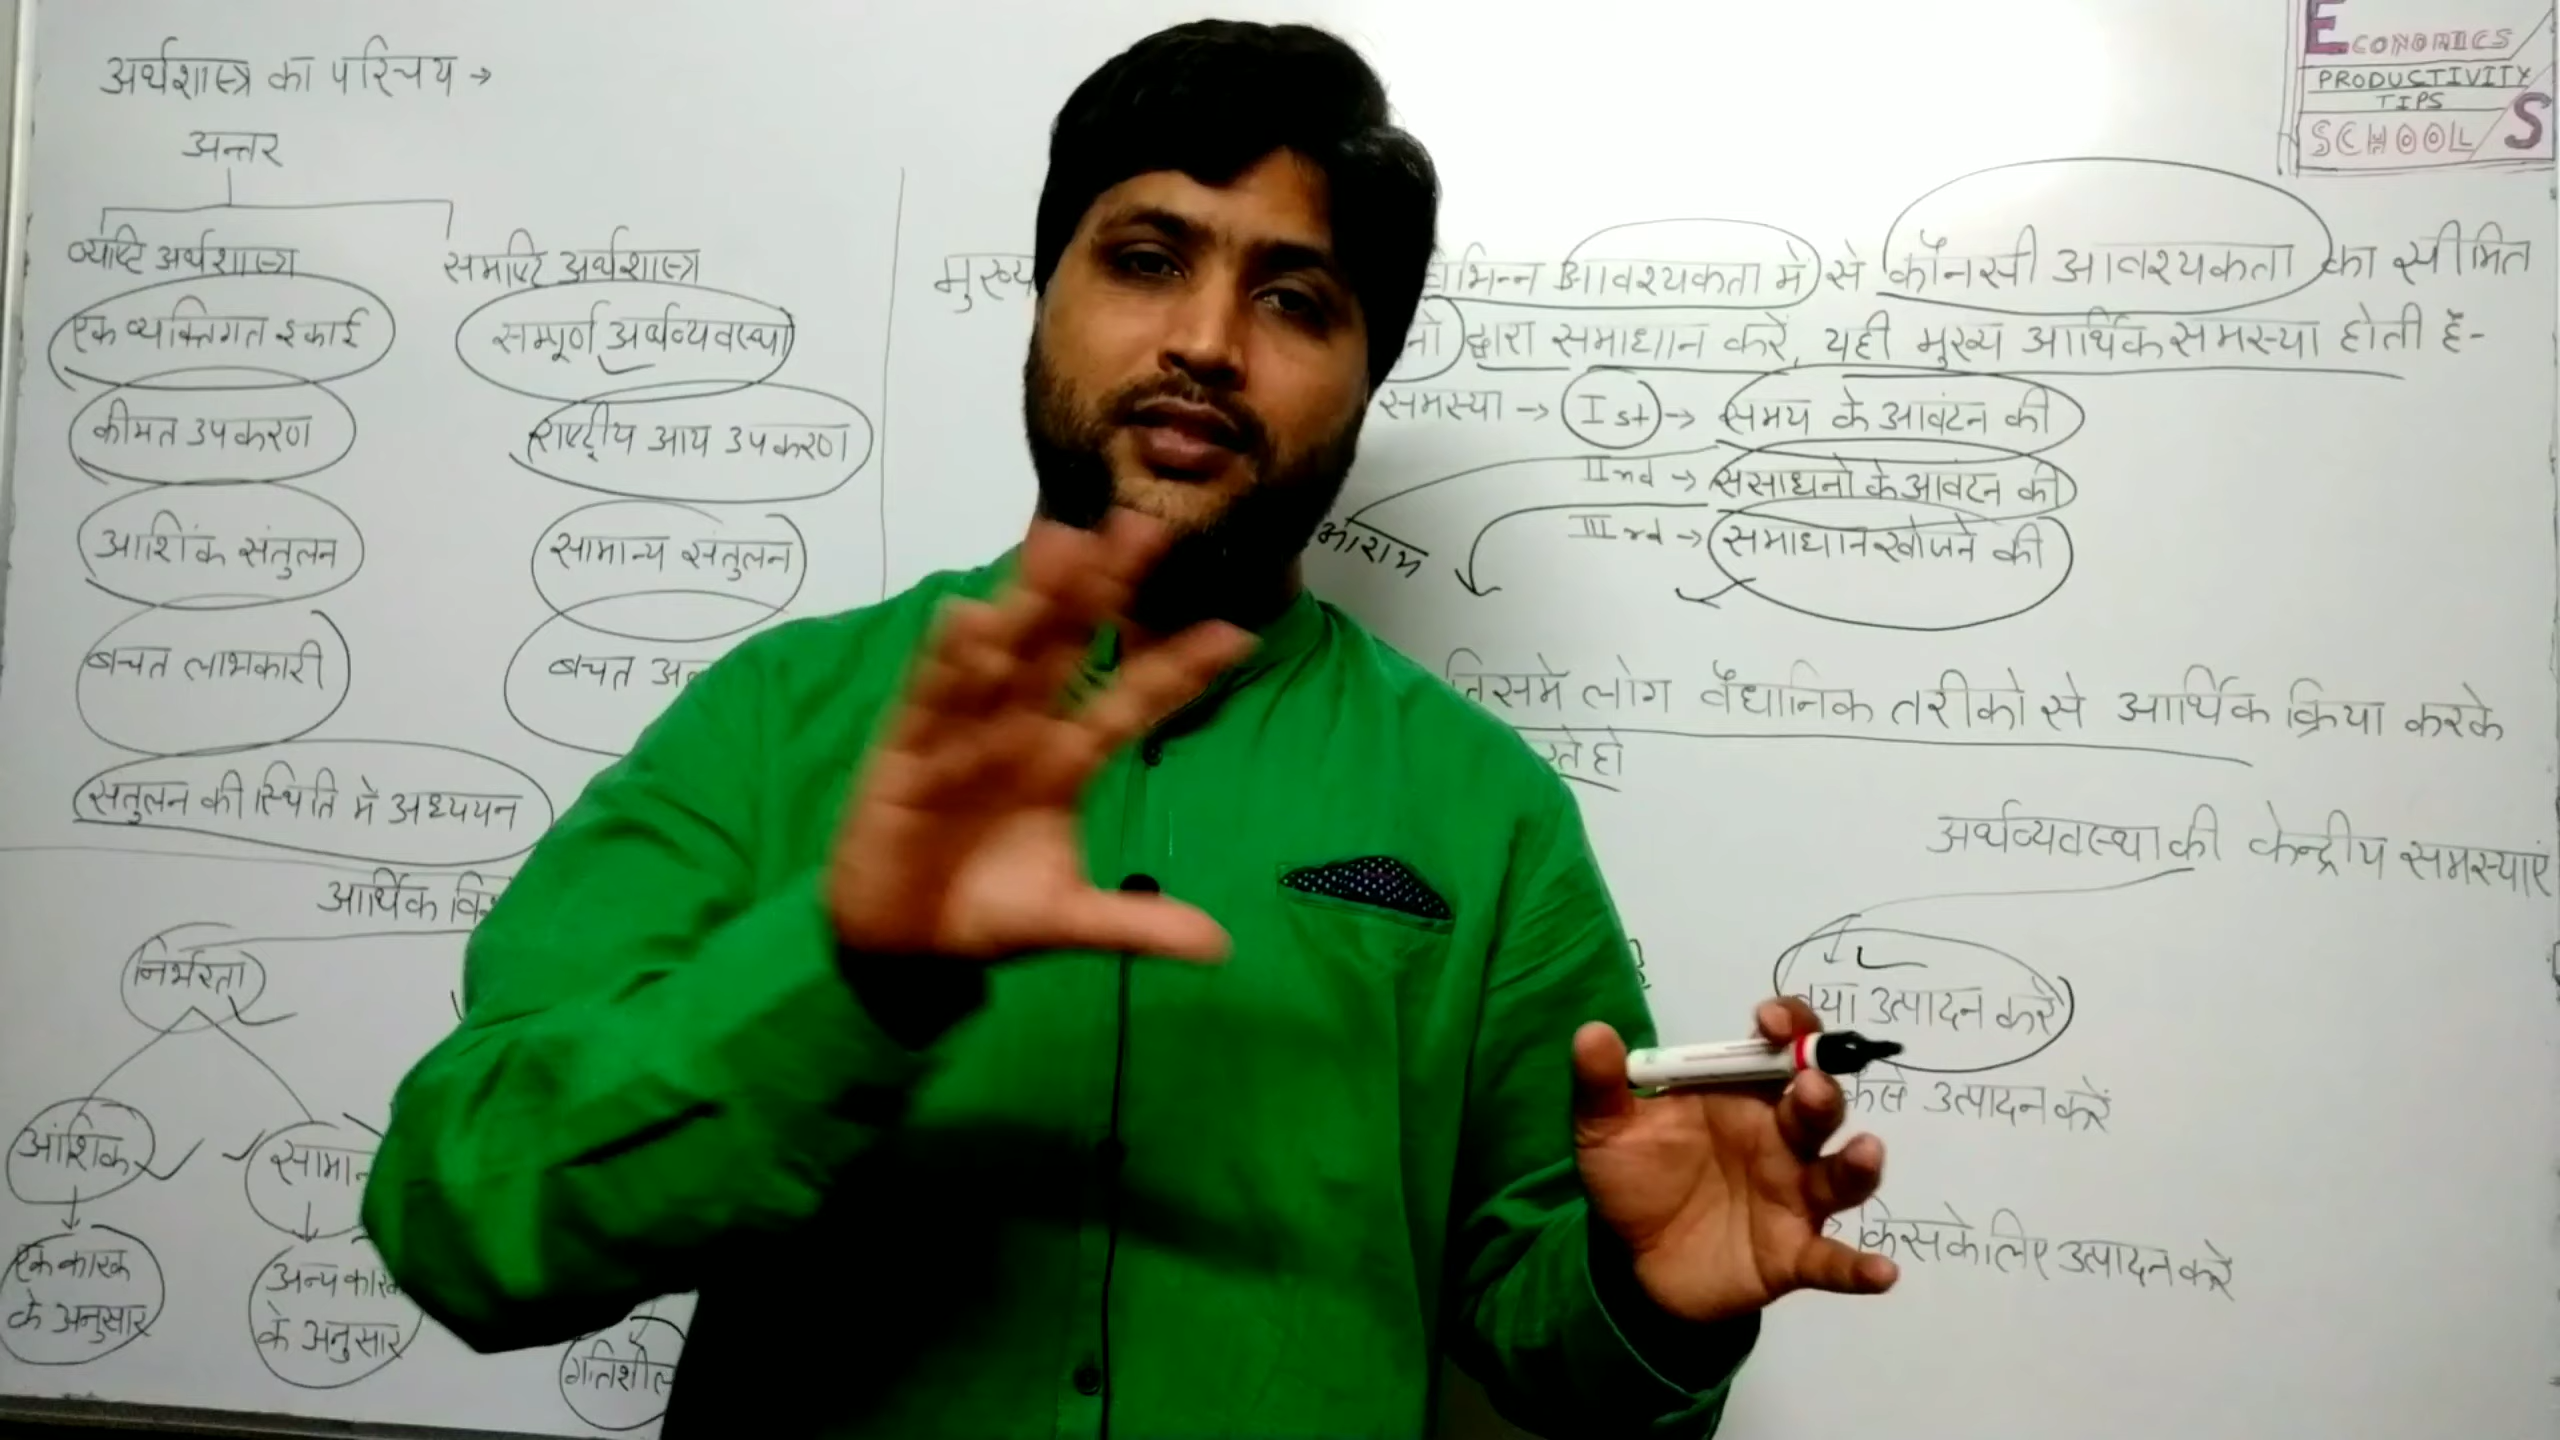 अर्थशास्त्र का परिचय →
अन्तर
व्यष्टि अर्थशास्त्र
समष्टि अर्थशास्त्र
एक व्यक्तिगत इकाई
सम्पूर्ण अर्थव्यवस्था
कीमत उपकरण
राष्ट्रीय आय उपकरण
आशिंक संतुलन
सामान्य संतुलन
बचत लाभकारी
बचत
सतुलन की स्थिति मे अध्ययन
आर्थिक
निर्भरता
आंशिक
एक कारक
के अनुसार
अन्य कारक
के अनुसार
ECONOMICS
PRODUCTIVITY
TIPS
SCHOOLS
मुख्य
आवश्यकता मे से कौनसी आवश्यकता का सीमित
द्वारा समाधान करें, यही मुख्य आर्थिक समस्या होती है-
समस्या → Ist → समय के आवंटन की
IInd → संसाधनो के आवंटन की
IIIrd → समाधान खोजने की
आराम
जिसमे लोग वैधानिक तरीको से आर्थिक क्रिया करके
हो
अर्थव्यवस्था की केन्द्रीय समस्याएं
क्या उत्पादन करें
कैसे उत्पादन करें
किसके लिए उत्पादन करें